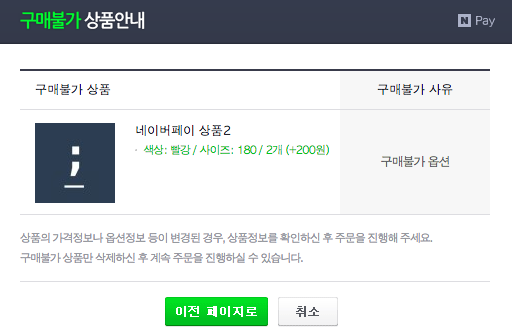 구매불가 상품안내
N Pay
구매불가 상품
구매불가 사유
;
네이버페이 상품2
색상: 빨강 / 사이즈: 180 / 2개 (+200원)
구매불가 옵션
상품의 가격정보나 옵션정보 등이 변경된 경우, 상품정보를 확인하신 후 주문을 진행해 주세요.
구매불가 상품만 삭제하신 후 계속 주문을 진행하실 수 있습니다.
이전 페이지로
취소